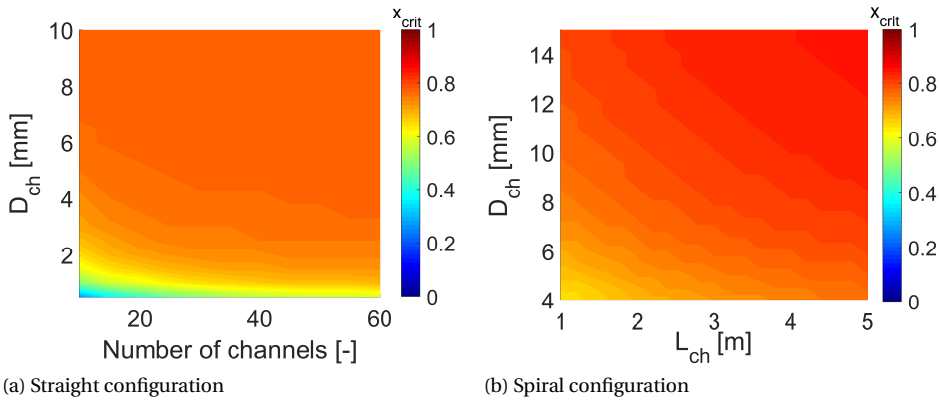 x_crit
10
8
6
4
2
D_ch [mm]
20 40 60
Number of channels [-]
1
0.8
0.6
0.4
0.2
0
(a) Straight configuration
x_crit
14
12
10
8
6
4
D_ch [mm]
1 2 3 4 5
L_ch [m]
1
0.8
0.6
0.4
0.2
0
(b) Spiral configuration